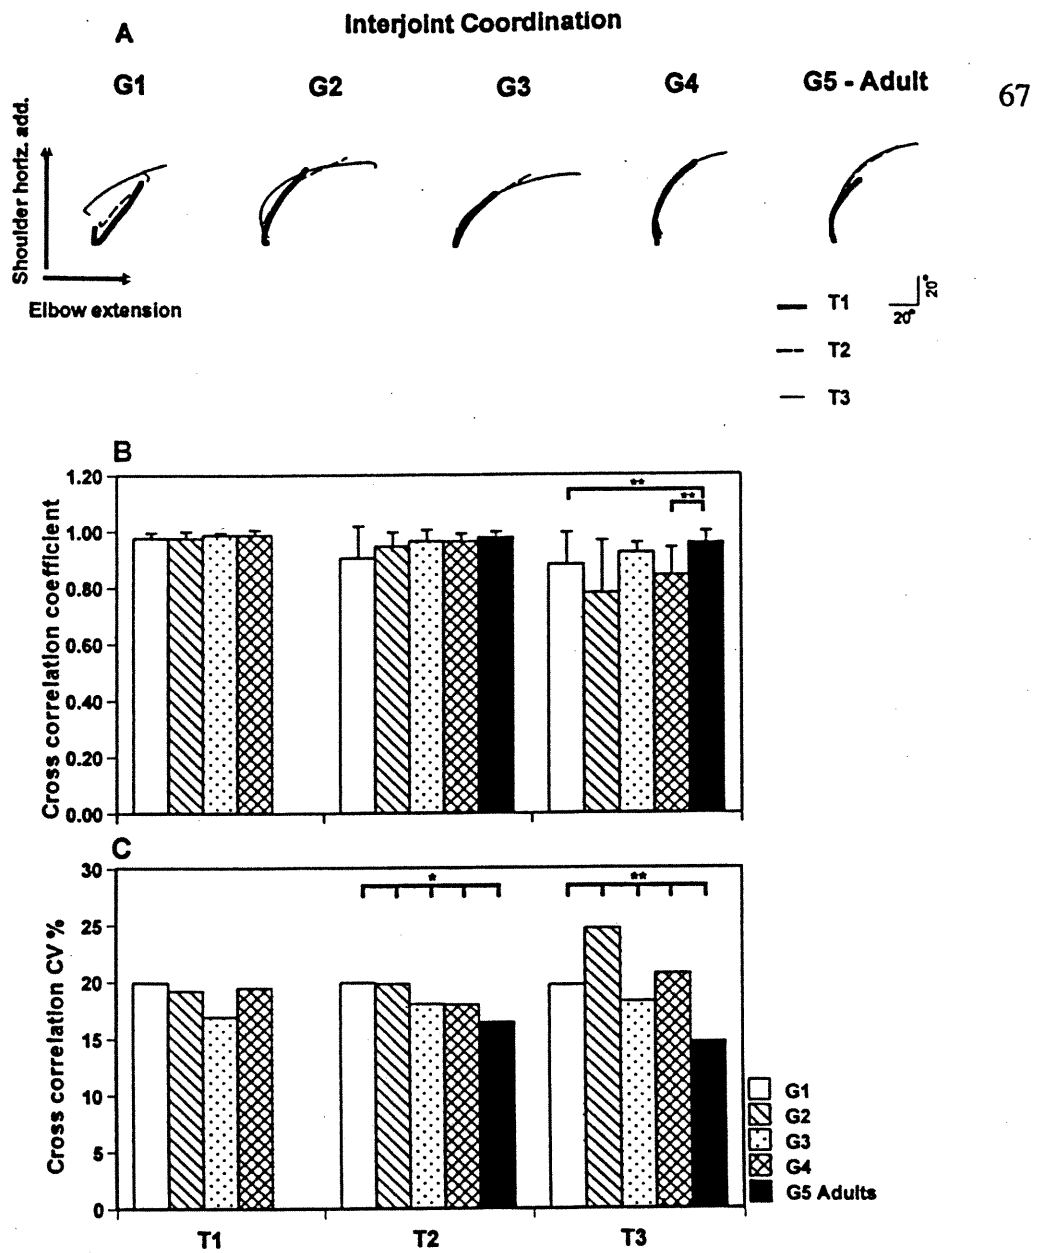 Interjoint Coordination
A
G1 G2 G3 G4 G5 - Adult
67
Shoulder horiz. add.
Elbow extension
T1
T2
T3
20°
20°
B
Cross correlation coefficient
1.20
1.00
0.80
0.60
0.40
0.20
0.00
**
**
C
Cross correlation CV%
30
25
20
15
10
5
0
*
**
T1 T2 T3
G1
G2
G3
G4
G5 Adults